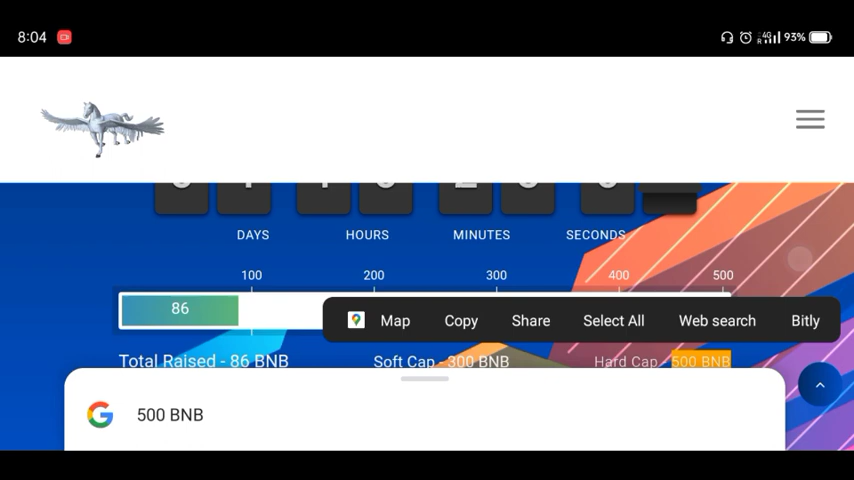 8:04 4G R 93%
DAYS HOURS MINUTES SECONDS
100 200 300 400 500
86
Map Copy Share Select All Web search Bitly
Total Raised - 86 BNB Soft Cap - 300 BNB Hard Cap - 500 BNB
500 BNB